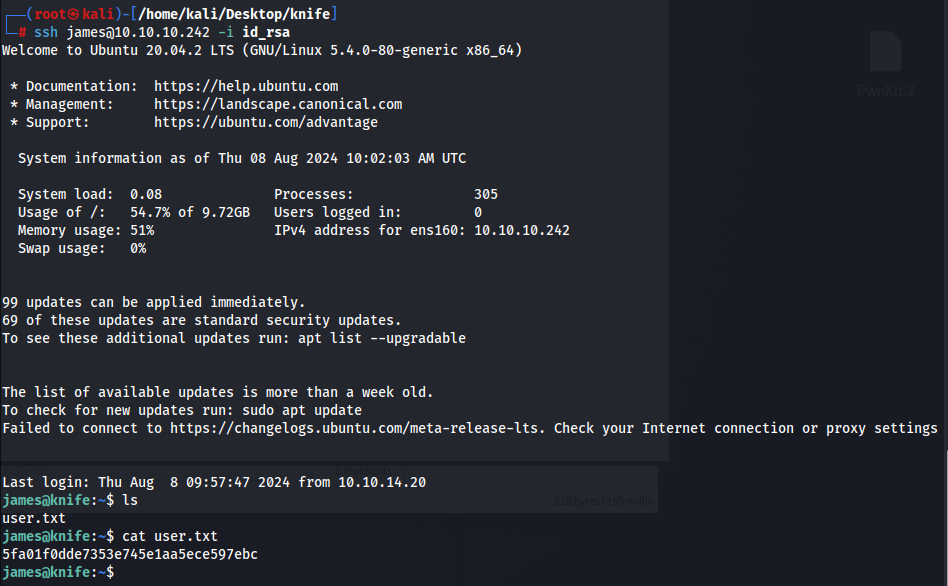 ┌──(root㉿kali)-[/home/kali/Desktop/knife]
└─# ssh james@10.10.10.242 -i id_rsa
Welcome to Ubuntu 20.04.2 LTS (GNU/Linux 5.4.0-80-generic x86_64)
* Documentation:  https://help.ubuntu.com
* Management:     https://landscape.canonical.com
* Support:        https://ubuntu.com/advantage
PwnKit.2
System information as of Thu 08 Aug 2024 10:02:03 AM UTC
System load:  0.08              Processes:               305
Usage of /:   54.7% of 9.72GB   Users logged in:         0
Memory usage: 51%               IPv4 address for ens160: 10.10.10.242
Swap usage:   0%
99 updates can be applied immediately.
69 of these updates are standard security updates.
To see these additional updates run: apt list --upgradable
The list of available updates is more than a week old.
To check for new updates run: sudo apt update
Failed to connect to https://changelogs.ubuntu.com/meta-release-lts. Check your Internet connection or proxy settings
Last login: Thu Aug  8 09:57:47 2024 from 10.10.14.20
james@knife:~$ ls
228 bytes | 159 millis
user.txt
james@knife:~$ cat user.txt
5fa01f0dde7353e745e1aa5ece597ebc
james@knife:~$